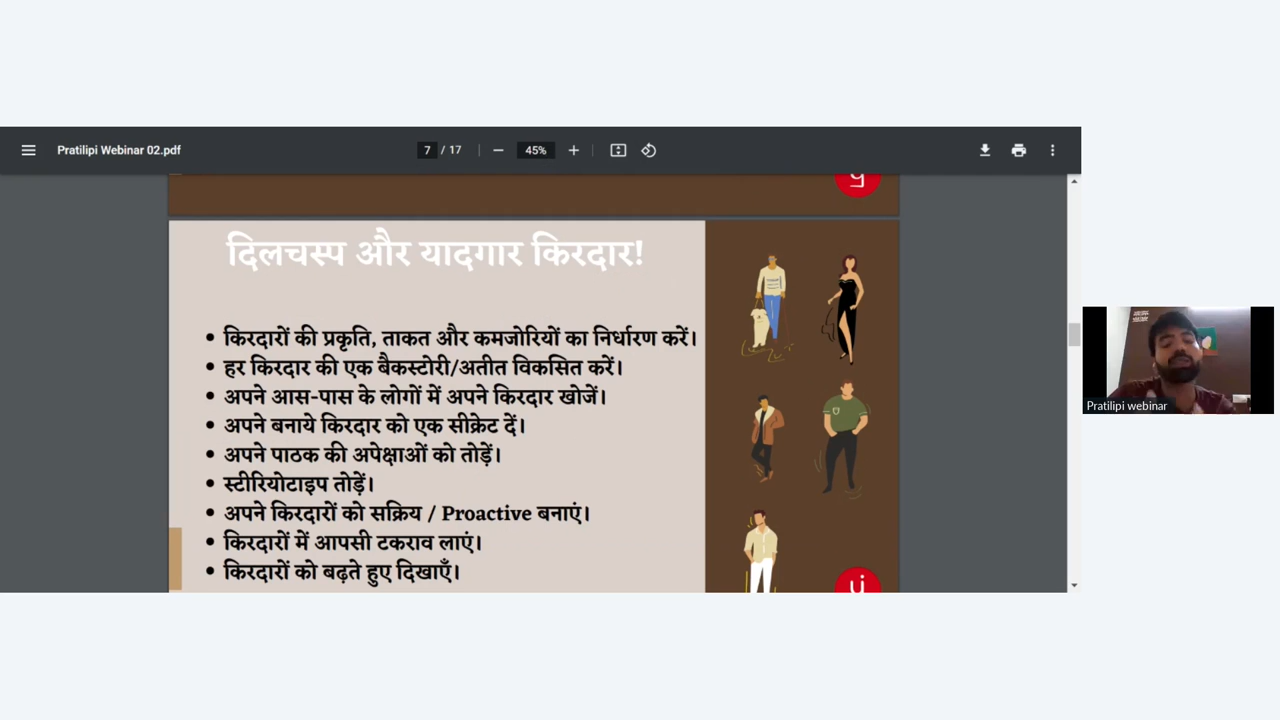 Pratilipi Webinar 02.pdf
7 / 17
45%
दिलचस्प और यादगार किरदार!
• किरदारों की प्रकृति, ताकत और कमजोरियों का निर्धारण करें।
• हर किरदार की एक बैकस्टोरी/अतीत विकसित करें।
• अपने आस-पास के लोगों में अपने किरदार खोजें।
• अपने बनाये किरदार को एक सीक्रेट दें।
• अपने पाठक की अपेक्षाओं को तोड़ें।
• स्टीरियोटाइप तोड़ें।
• अपने किरदारों को सक्रिय / Proactive बनाएं।
• किरदारों में आपसी टकराव लाएं।
• किरदारों को बढ़ते हुए दिखाएँ।
Pratilipi webinar